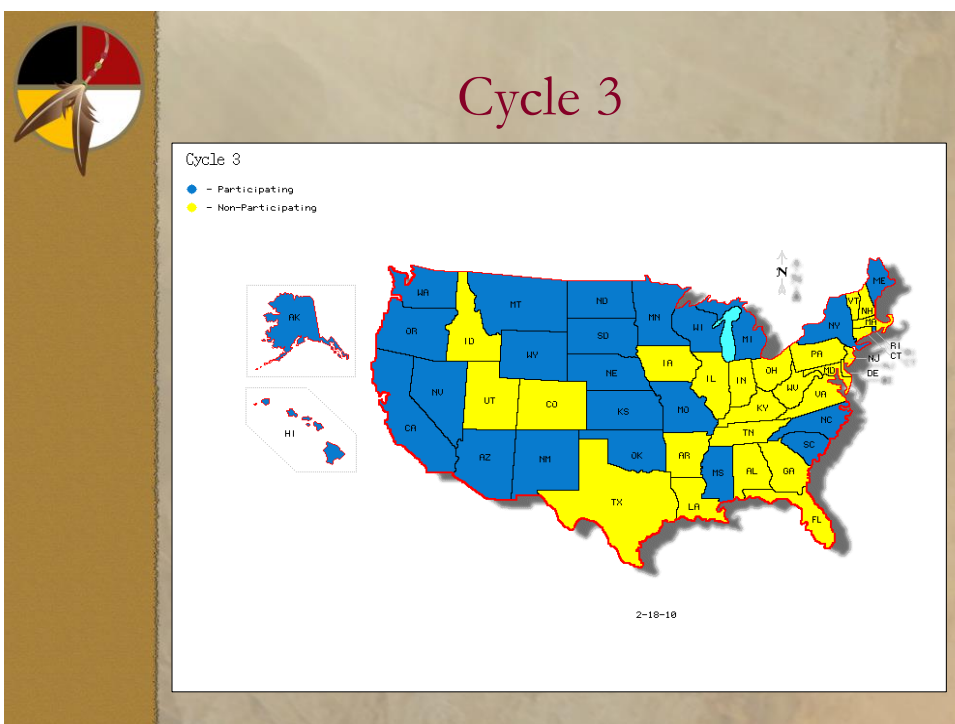 Cycle 3
Cycle 3
- Participating
- Non-Participating
N
WA
MT
ND
MN
WI
MI
ME
VT
NH
NY
MA
RI
CT
AK
OR
ID
SD
WY
NE
IA
IL
IN
OH
PA
NJ
MD
DE
WV
VA
HI
NV
UT
CO
KS
MO
KY
CA
AZ
NM
OK
AR
TN
NC
SC
MS
AL
GA
TX
LA
FL
2-18-10